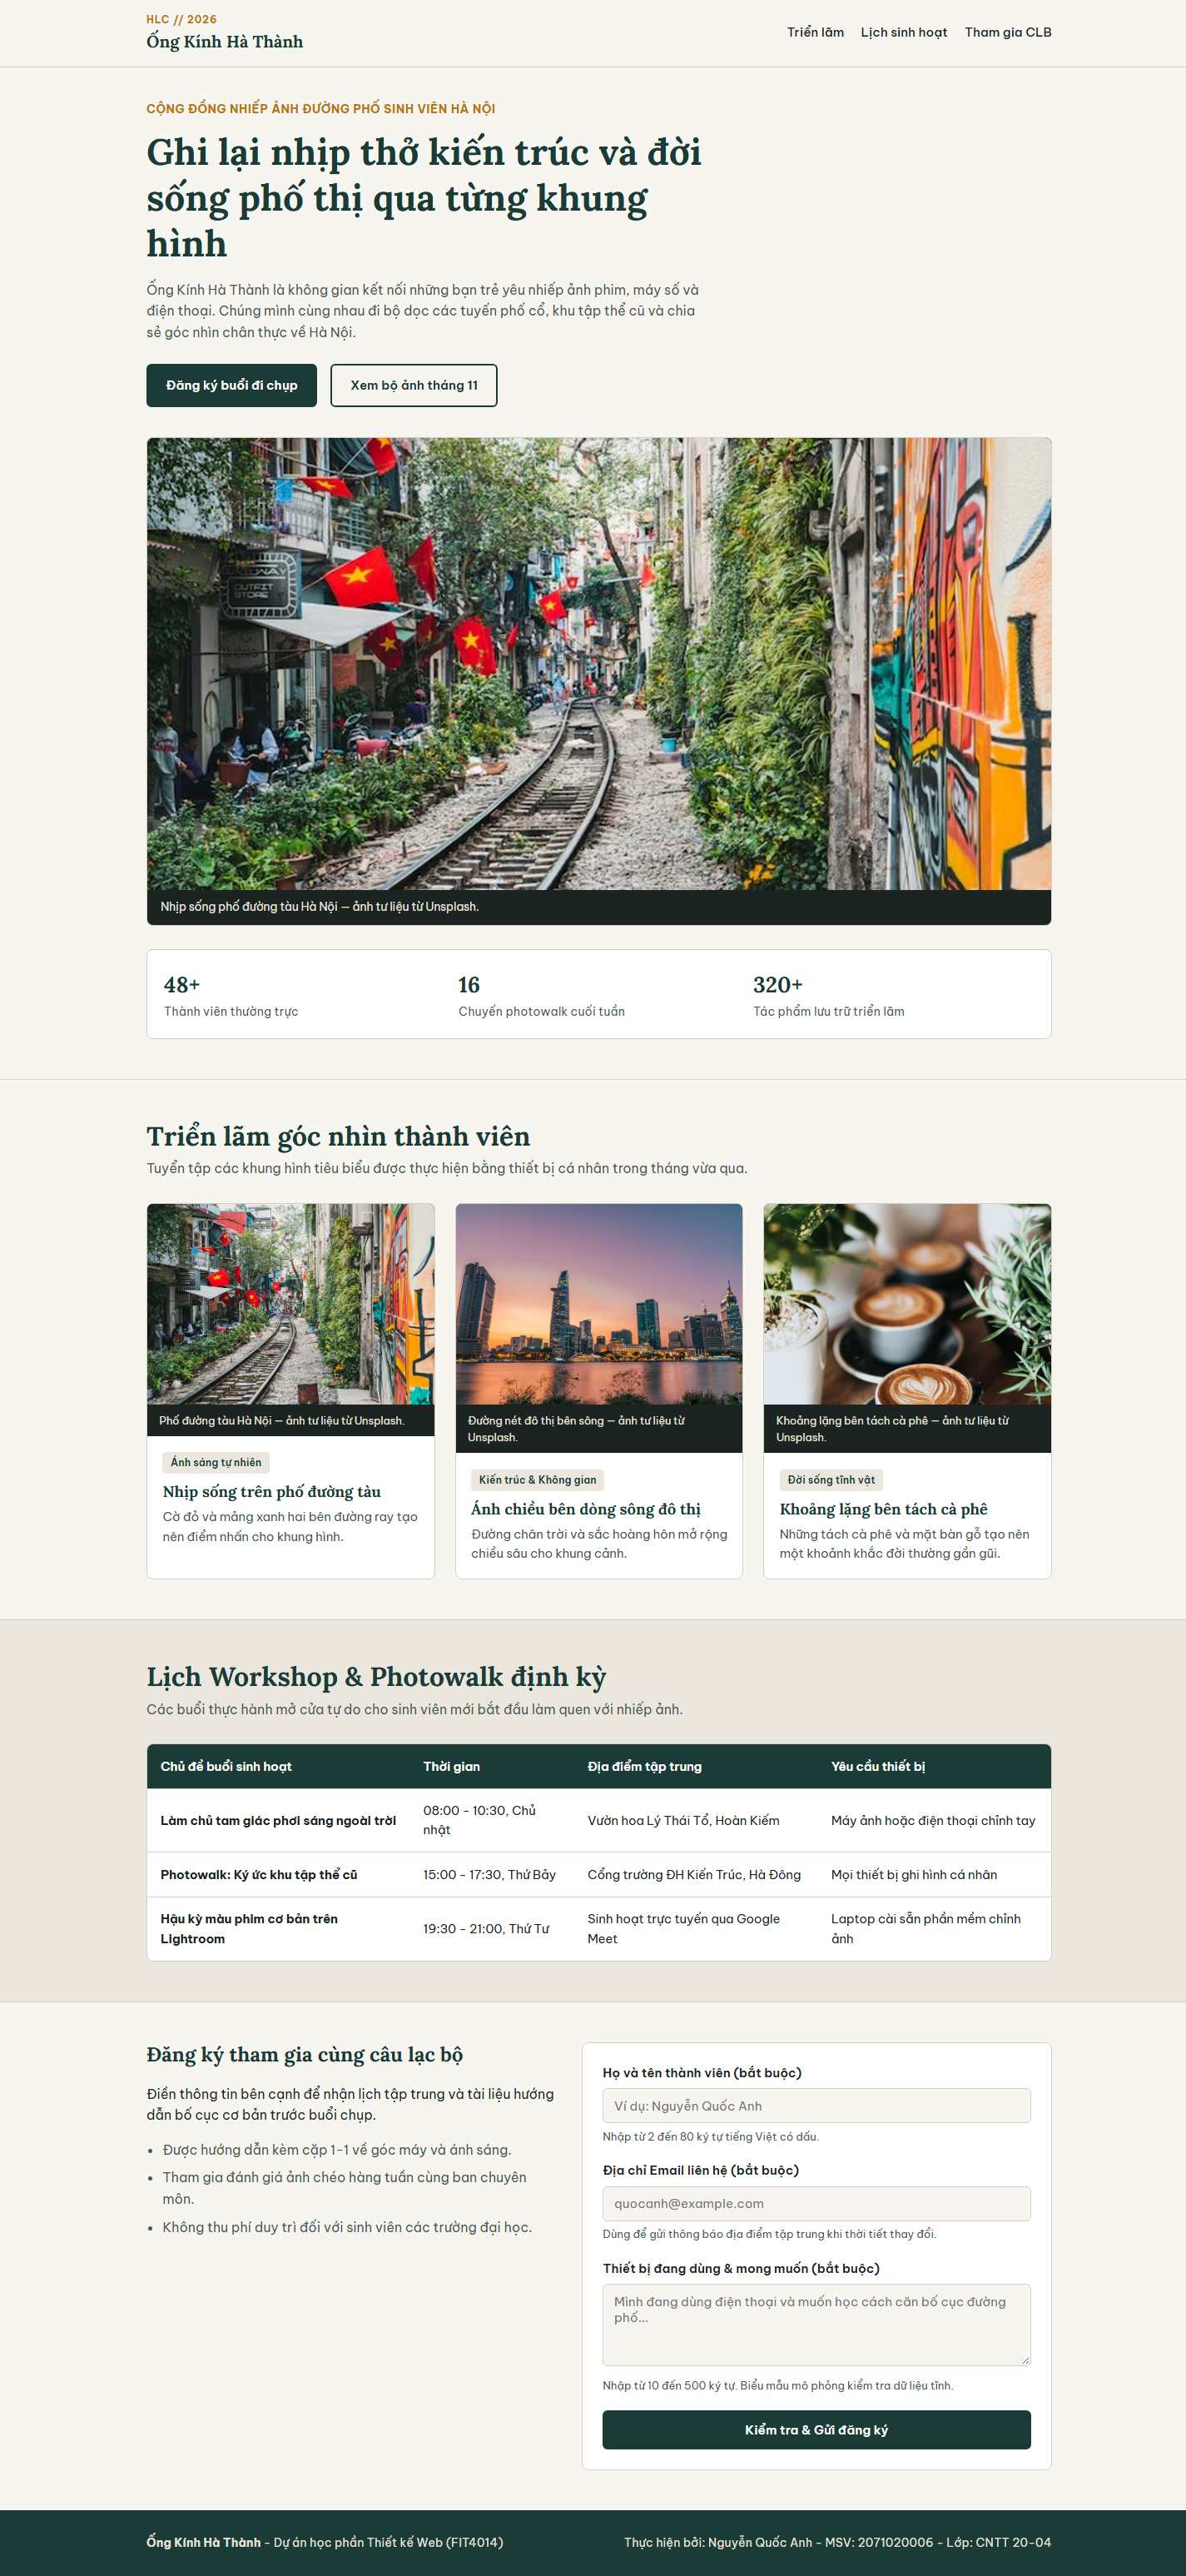 HLC // 2026
Ống Kính Hà Thành
Triển lãm
Lịch sinh hoạt
Tham gia CLB
CỘNG ĐỒNG NHIẾP ẢNH ĐƯỜNG PHỐ SINH VIÊN HÀ NỘI
Ghi lại nhịp thở kiến trúc và đời
sống phố thị qua từng khung
hình
Ống Kính Hà Thành là không gian kết nối những bạn trẻ yêu nhiếp ảnh phim, máy số và
điện thoại. Chúng mình cùng nhau đi bộ dọc các tuyến phố cổ, khu tập thể cũ và chia
sẻ góc nhìn chân thực về Hà Nội.
Đăng ký buổi đi chụp
Xem bộ ảnh tháng 11
OUTFIT
STORE
Nhịp sống phố đường tàu Hà Nội — ảnh tư liệu từ Unsplash.
48+
Thành viên thường trực
16
Chuyến photowalk cuối tuần
320+
Tác phẩm lưu trữ triển lãm
Triển lãm góc nhìn thành viên
Tuyển tập các khung hình tiêu biểu được thực hiện bằng thiết bị cá nhân trong tháng vừa qua.
Phố đường tàu Hà Nội — ảnh tư liệu từ Unsplash.
Ánh sáng tự nhiên
Nhịp sống trên phố đường tàu
Cờ đỏ và mảng xanh hai bên đường ray tạo
nên điểm nhấn cho khung hình.
Đường nét đô thị bên sông — ảnh tư liệu từ
Unsplash.
Kiến trúc & Không gian
Ánh chiều bên dòng sông đô thị
Đường chân trời và sắc hoàng hôn mở rộng
chiều sâu cho khung cảnh.
Khoảng lặng bên tách cà phê — ảnh tư liệu từ
Unsplash.
Đời sống tĩnh vật
Khoảng lặng bên tách cà phê
Những tách cà phê và mặt bàn gỗ tạo nên
một khoảnh khắc đời thường gần gũi.
Lịch Workshop & Photowalk định kỳ
Các buổi thực hành mở cửa tự do cho sinh viên mới bắt đầu làm quen với nhiếp ảnh.
Chủ đề buổi sinh hoạt
Thời gian
Địa điểm tập trung
Yêu cầu thiết bị
Làm chủ tam giác phơi sáng ngoài trời
08:00 - 10:30, Chủ
nhật
Vườn hoa Lý Thái Tổ, Hoàn Kiếm
Máy ảnh hoặc điện thoại chỉnh tay
Photowalk: Ký ức khu tập thể cũ
15:00 - 17:30, Thứ Bảy
Cổng trường ĐH Kiến Trúc, Hà Đông
Mọi thiết bị ghi hình cá nhân
Hậu kỳ màu phim cơ bản trên
Lightroom
19:30 - 21:00, Thứ Tư
Sinh hoạt trực tuyến qua Google
Meet
Laptop cài sẵn phần mềm chỉnh
ảnh
Đăng ký tham gia cùng câu lạc bộ
Điền thông tin bên cạnh để nhận lịch tập trung và tài liệu hướng
dẫn bố cục cơ bản trước buổi chụp.
• Được hướng dẫn kèm cặp 1-1 về góc máy và ánh sáng.
• Tham gia đánh giá ảnh chéo hàng tuần cùng ban chuyên
môn.
• Không thu phí duy trì đối với sinh viên các trường đại học.
Họ và tên thành viên (bắt buộc)
Ví dụ: Nguyễn Quốc Anh
Nhập từ 2 đến 80 ký tự tiếng Việt có dấu.
Địa chỉ Email liên hệ (bắt buộc)
quocanh@example.com
Dùng để gửi thông báo địa điểm tập trung khi thời tiết thay đổi.
Thiết bị đang dùng & mong muốn (bắt buộc)
Mình đang dùng điện thoại và muốn học cách căn bố cục đường
phố...
Nhập từ 10 đến 500 ký tự. Biểu mẫu mô phỏng kiểm tra dữ liệu tĩnh.
Kiểm tra & Gửi đăng ký
Ống Kính Hà Thành - Dự án học phần Thiết kế Web (FIT4014)
Thực hiện bởi: Nguyễn Quốc Anh - MSV: 2071020006 - Lớp: CNTT 20-04